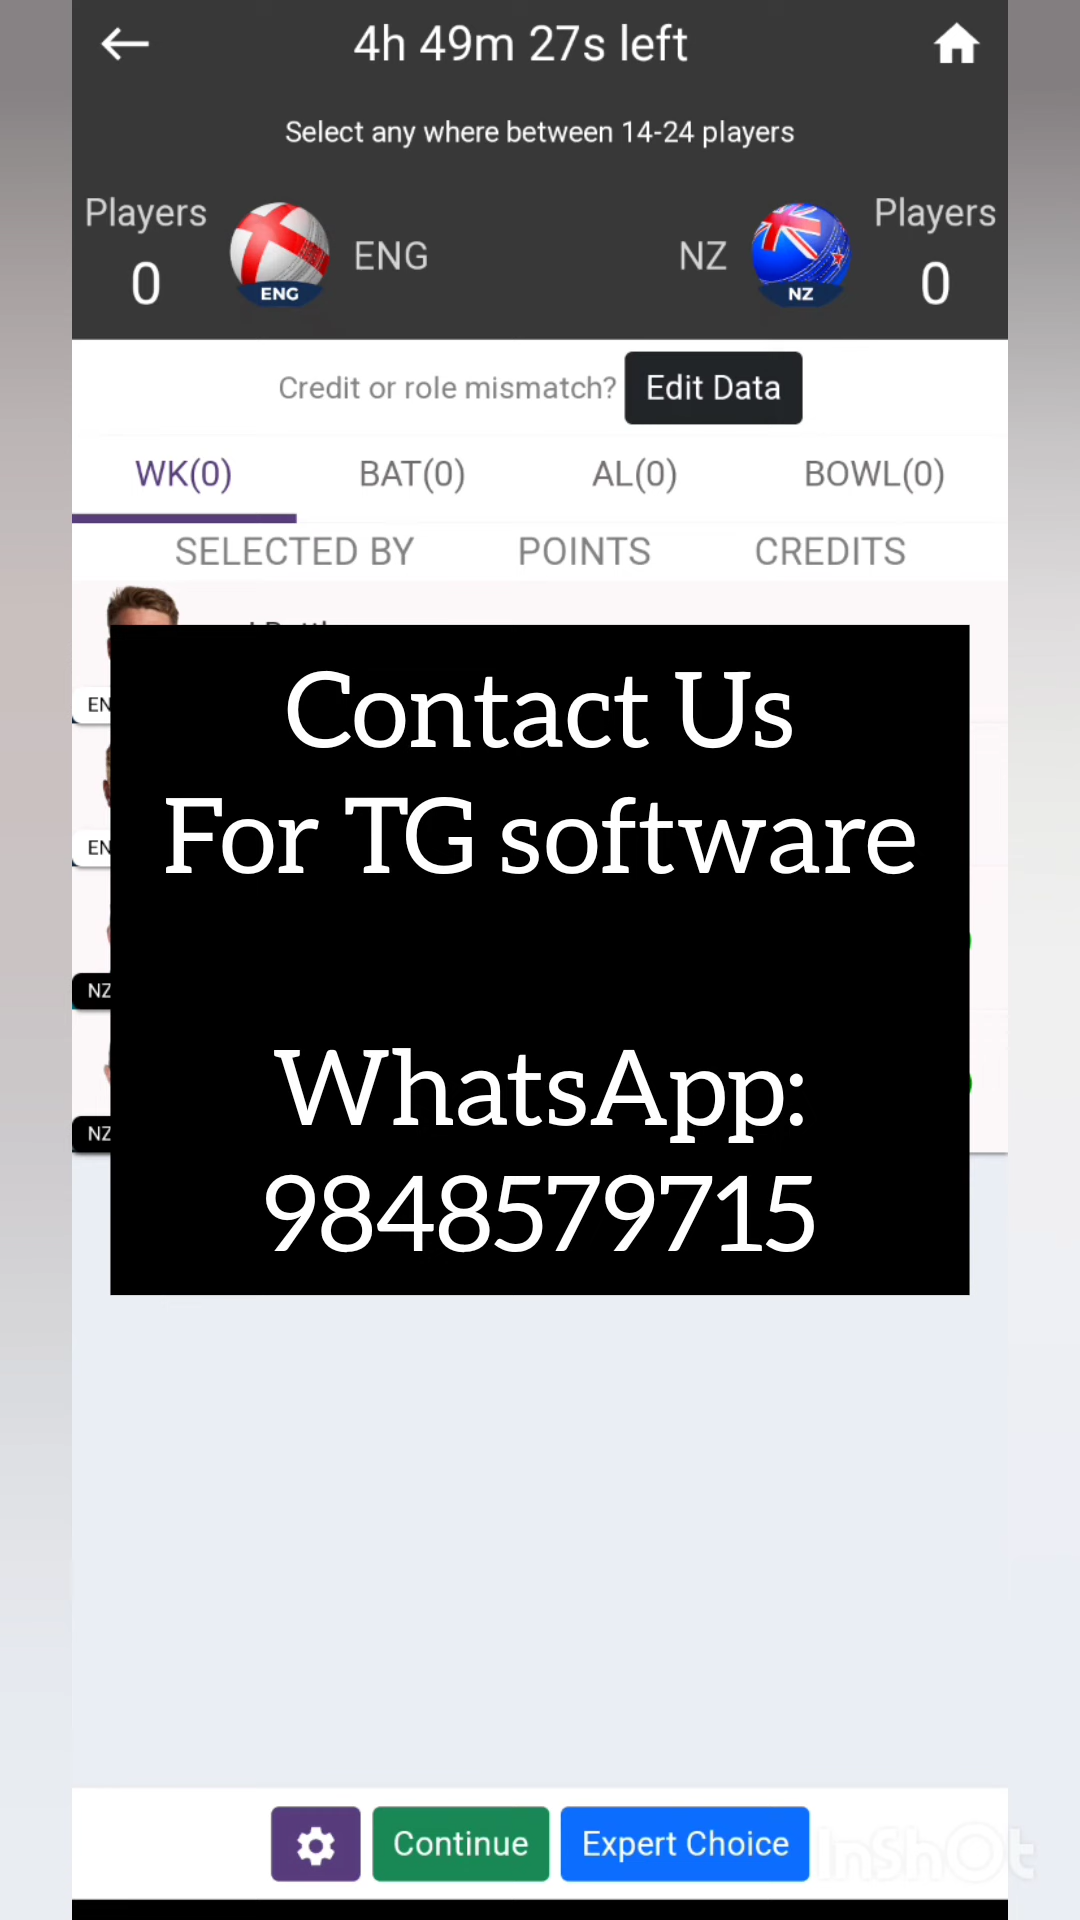 4h 49m 27s left
Select any where between 14-24 players
Players
0
ENG
ENG
NZ
NZ
Players
0
Credit or role mismatch? Edit Data
WK(0) BAT(0) AL(0) BOWL(0)
SELECTED BY POINTS CREDITS
Contact Us
For TG software
WhatsApp:
9848579715
NZ
NZ
Continue Expert Choice
InShOt